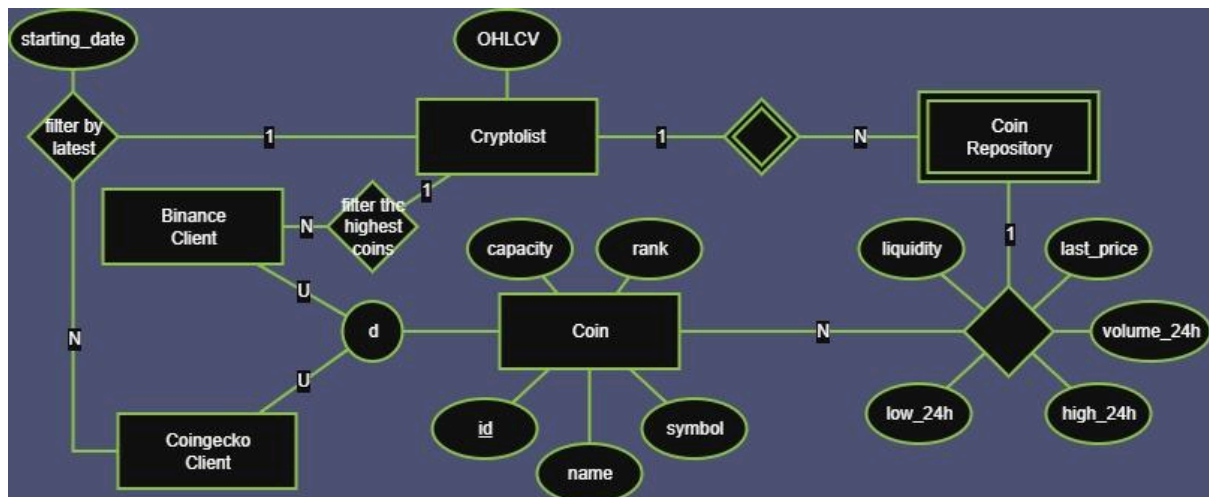 starting_date
OHLCV
filter by
latest
1
Cryptolist
1
N
Coin
Repository
Binance
Client
N
filter the
highest
coins
1
capacity
rank
liquidity
1
last_price
U
d
Coin
N
volume_24h
N
U
low_24h
high_24h
Coingecko
Client
id
symbol
name